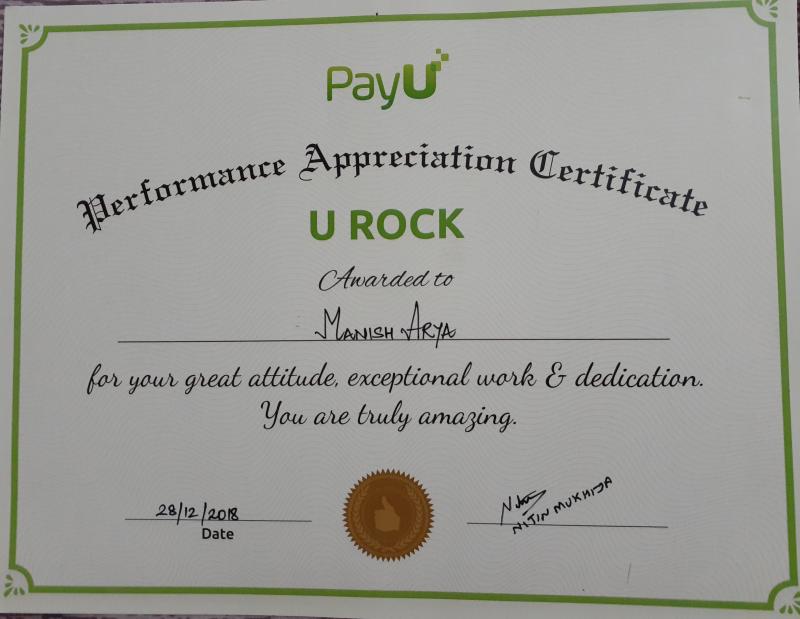 PayU
Performance Appreciation Certificate
U ROCK
Awarded to
MANISH ARYA
for your great attitude, exceptional work & dedication.
You are truly amazing.
28/12/2018
Date
NITIN MUKHIJA